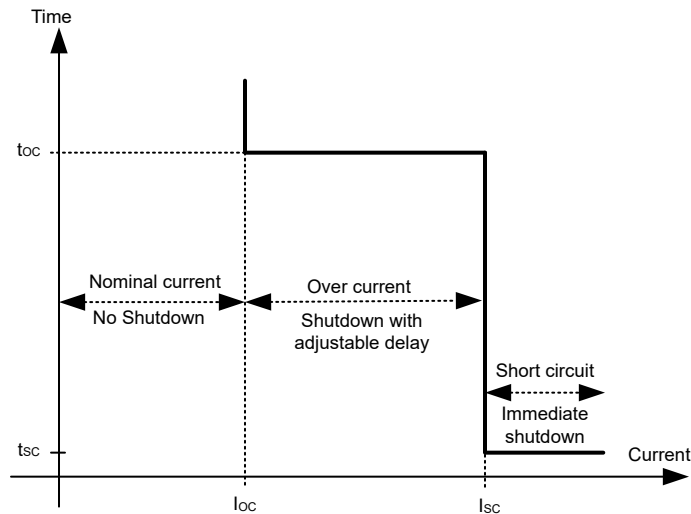 Time
tOC
Nominal current
No Shutdown
Over current
Shutdown with
adjustable delay
Short circuit
Immediate
shutdown
tSC
Current
IOC
ISC